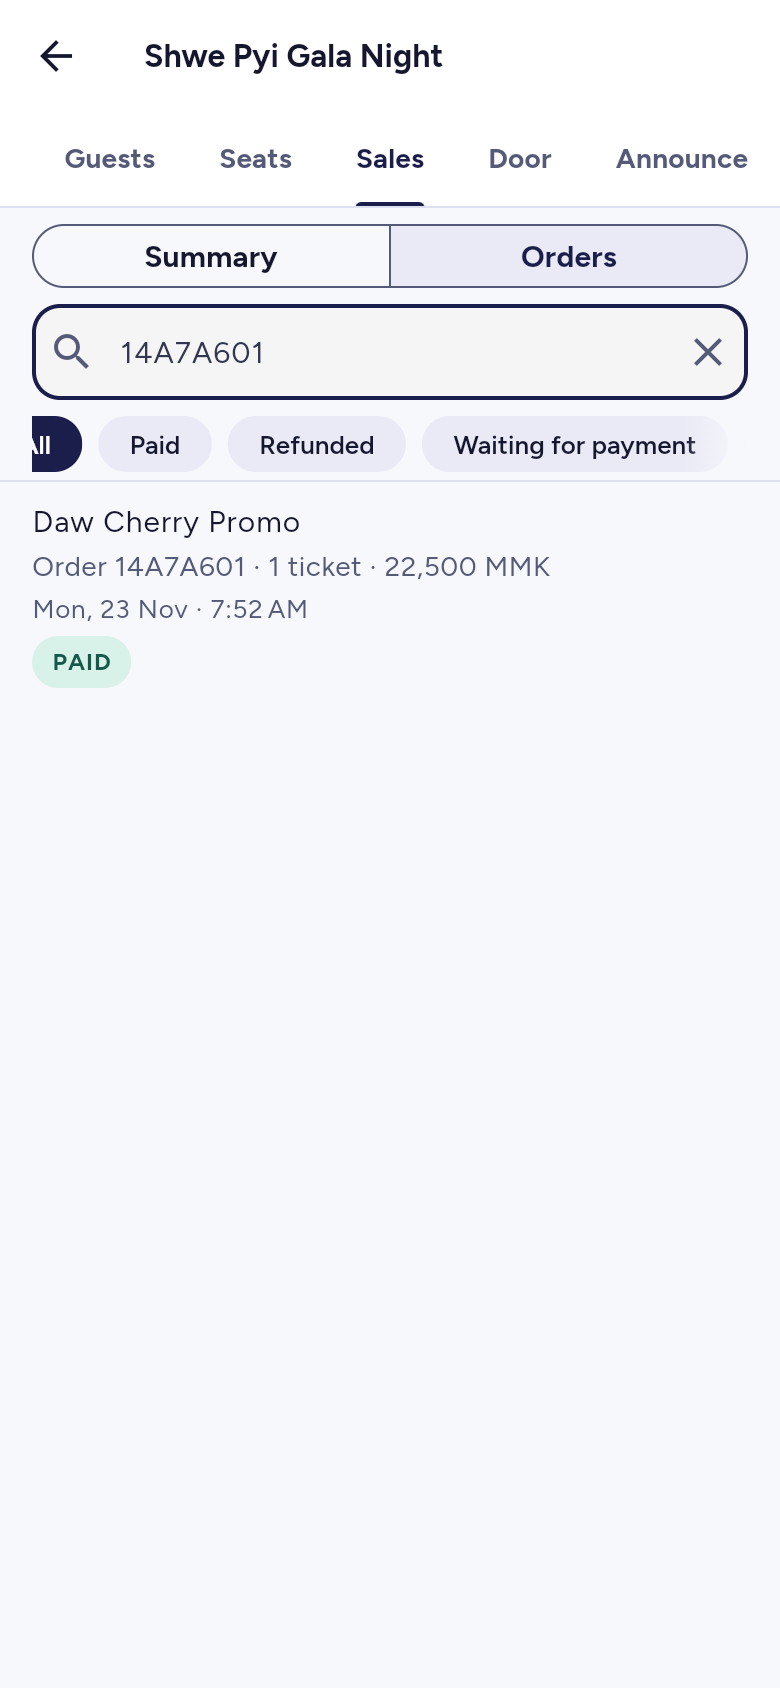 Shwe Pyi Gala Night
Guests Seats Sales Door Announce
Summary Orders
14A7A601
All Paid Refunded Waiting for payment
Daw Cherry Promo
Order 14A7A601 · 1 ticket · 22,500 MMK
Mon, 23 Nov · 7:52 AM
PAID